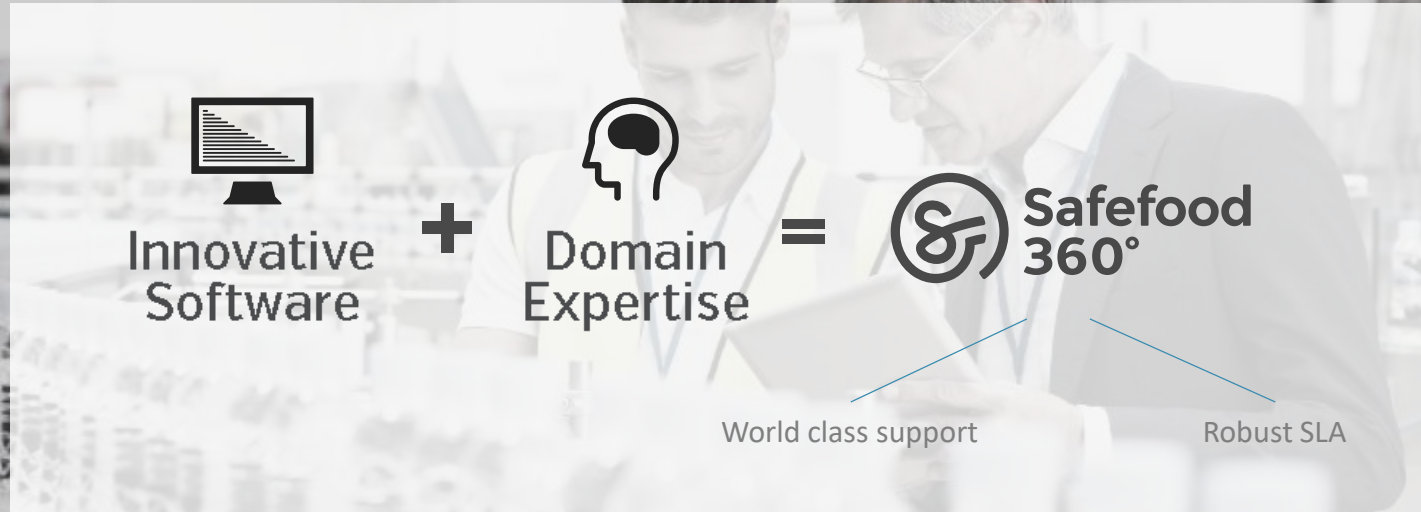 Innovative
Software
+
Domain
Expertise
=
Safefood
360°
World class support
Robust SLA